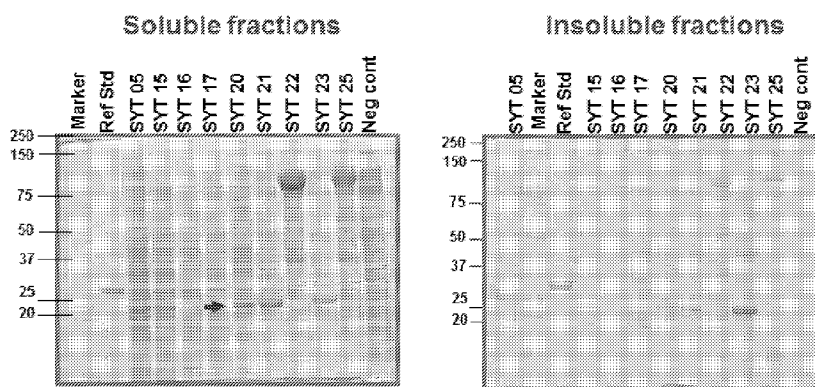 Soluble fractions
Marker
Ref Std
SYT 05
SYT 15
SYT 16
SYT 17
SYT 20
SYT 21
SYT 22
SYT 23
SYT 25
Neg cont
250
150
75
50
37
25
20
Insoluble fractions
SYT 05
Marker
Ref Std
SYT 15
SYT 16
SYT 17
SYT 20
SYT 21
SYT 22
SYT 23
SYT 25
Neg cont
250
150
75
50
37
25
20